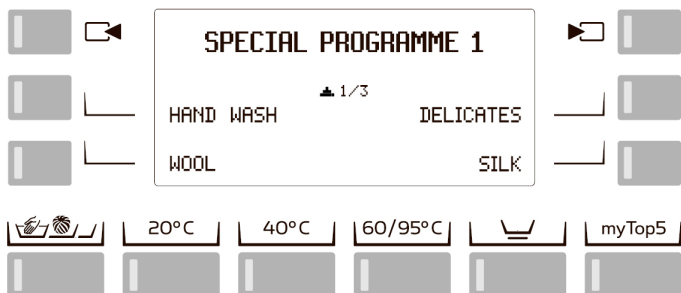 SPECIAL PROGRAMME 1
1/3
HAND WASH DELICATES
WOOL SILK
20°C 40°C 60/95°C myTop5